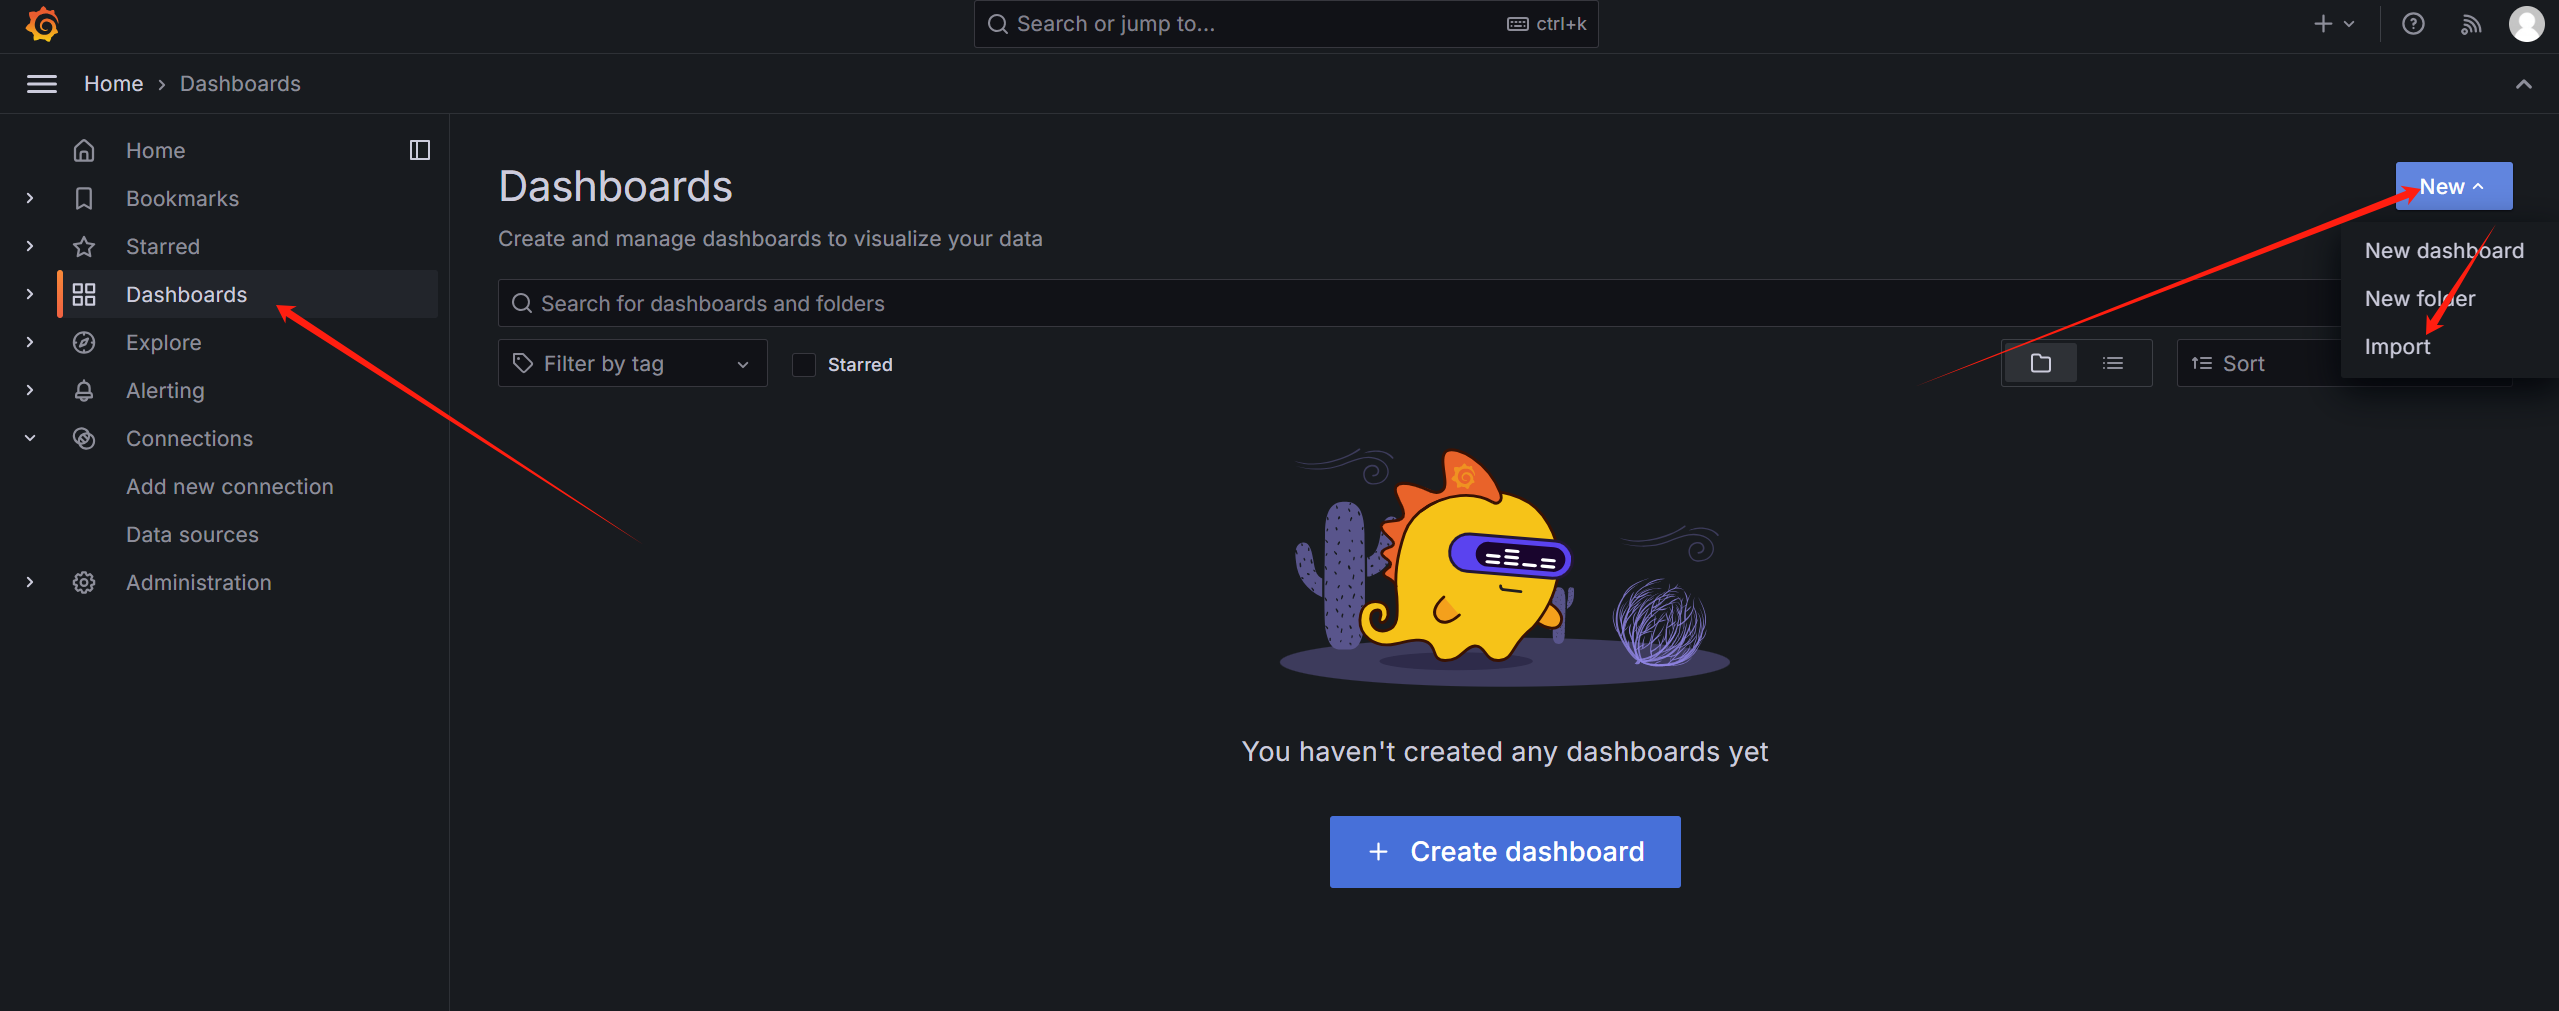 Search or jump to...
ctrl+k
Home
Dashboards
Home
Bookmarks
Starred
Dashboards
Explore
Alerting
Connections
Add new connection
Data sources
Administration
Dashboards
Create and manage dashboards to visualize your data
New
New dashboard
New folder
Import
Search for dashboards and folders
Filter by tag
Starred
Sort
You haven't created any dashboards yet
Create dashboard